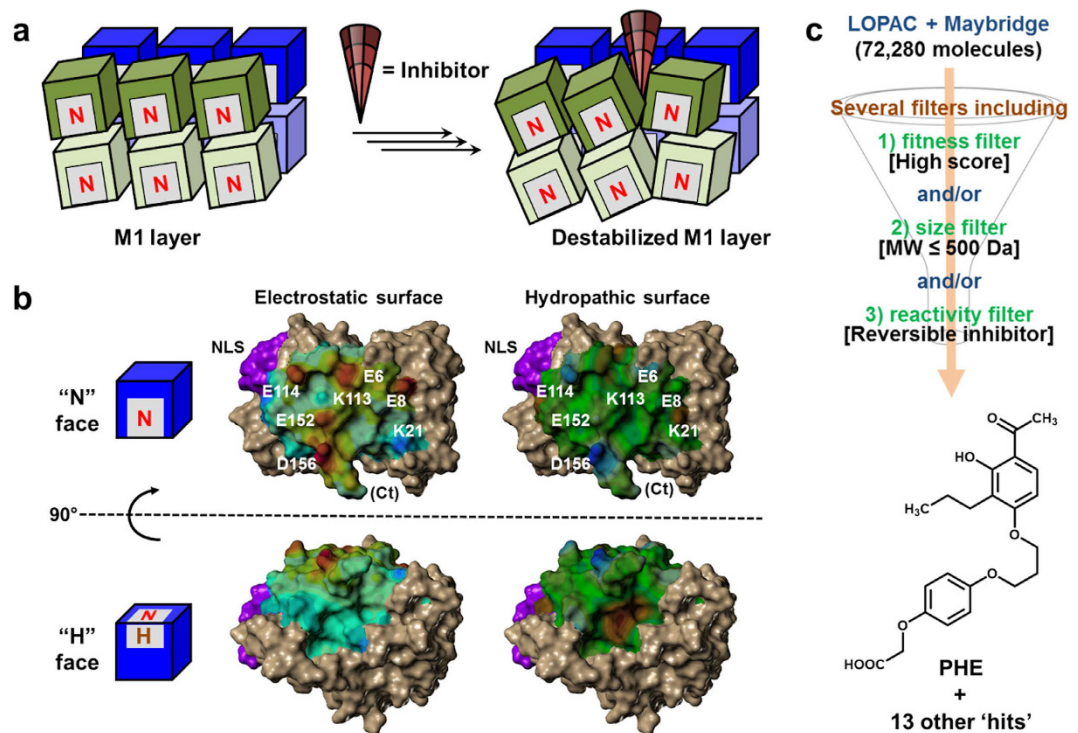 a
N N N
N N N
M1 layer
= Inhibitor
N N N
N N N
Destabilized M1 layer
b
Electrostatic surface
Hydropathic surface
"N"
face
N
NLS
E6
E114
K113
E8
E152
K21
D156
(Ct)
NLS
E6
E114
K113
E8
E152
K21
D156
(Ct)
90°
"H"
face
N
H
c
LOPAC + Maybridge
(72,280 molecules)
Several filters including
1) fitness filter
[High score]
and/or
2) size filter
[MW ≤ 500 Da]
and/or
3) reactivity filter
[Reversible inhibitor]
O
CH₃
OH
H₃C
O
O
O
HOOC
PHE
+
13 other 'hits'